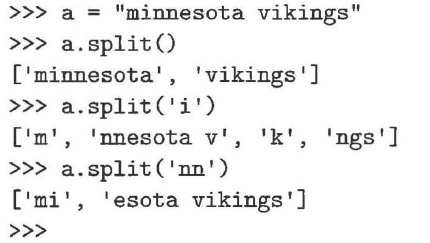 >>> a = "minnesota vikings"
>>> a.split()
['minnesota', 'vikings']
>>> a.split('i')
['m', 'nnesota v', 'k', 'ngs']
>>> a.split('nn')
['mi', 'esota vikings']
>>>